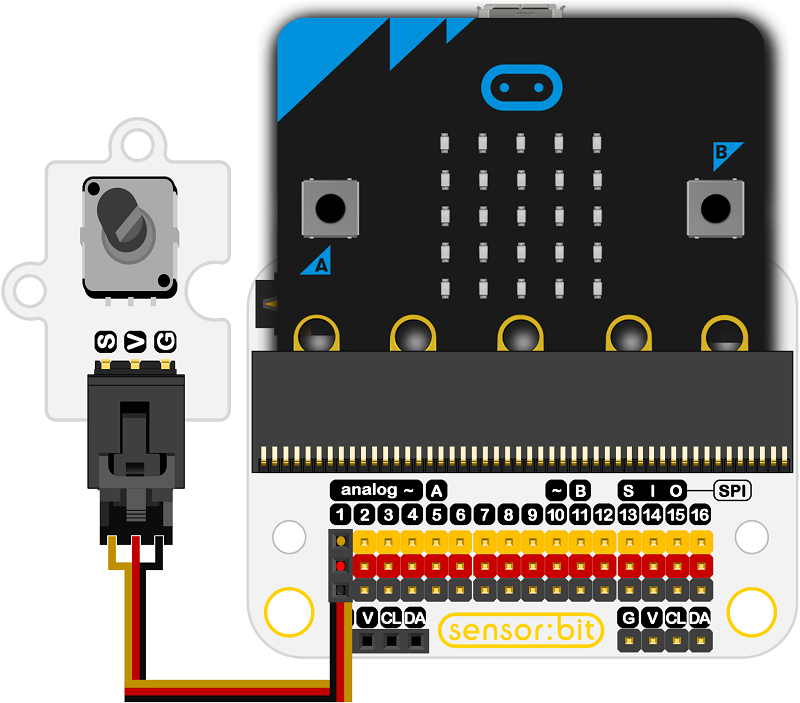 B
A
S V G
analog ~ A ~ B S I O SPI
1 2 3 4 5 6 7 8 9 10 11 12 13 14 15 16
V CL DA G V CL DA
sensor:bit